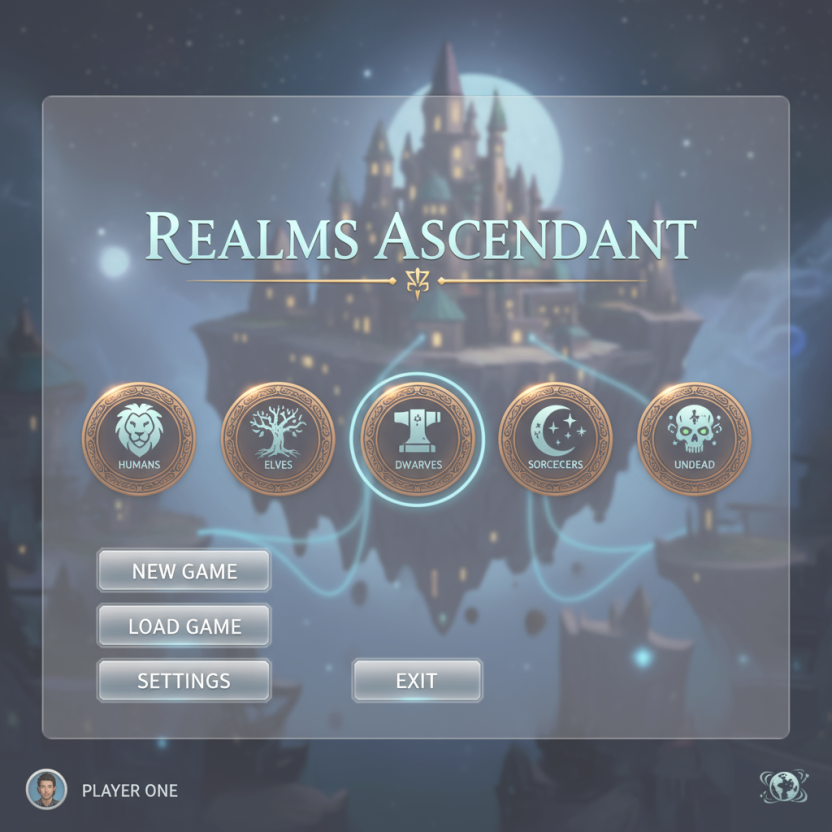 REALMS ASCENDANT
HUMANS
ELVES
DWARVES
SORCECERS
UNDEAD
NEW GAME
LOAD GAME
SETTINGS
EXIT
PLAYER ONE